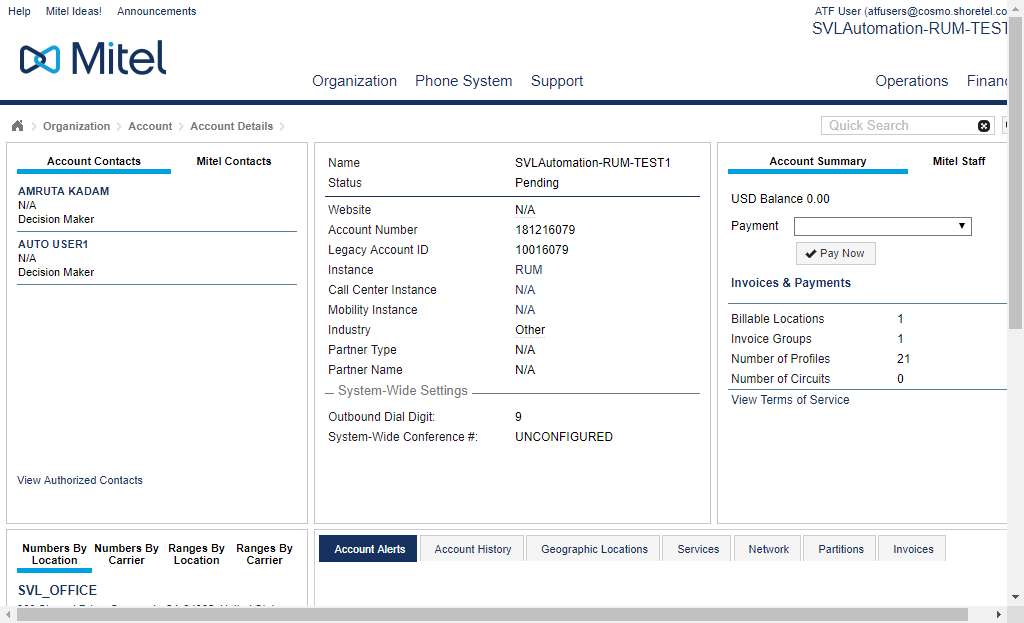 Help Mitel Ideas! Announcements
ATF User (atfusers@cosmo.shoretel.co
SVLAutomation-RUM-TEST
Mitel
Organization Phone System Support Operations Financ
Organization Account Account Details
Quick Search
Account Contacts Mitel Contacts
AMRUTA KADAM
N/A
Decision Maker
AUTO USER1
N/A
Decision Maker
View Authorized Contacts
Name SVLAutomation-RUM-TEST1
Status Pending
Website N/A
Account Number 181216079
Legacy Account ID 10016079
Instance RUM
Call Center Instance N/A
Mobility Instance N/A
Industry Other
Partner Type N/A
Partner Name N/A
System-Wide Settings
Outbound Dial Digit: 9
System-Wide Conference #: UNCONFIGURED
Account Summary Mitel Staff
USD Balance 0.00
Payment
Pay Now
Invoices & Payments
Billable Locations 1
Invoice Groups 1
Number of Profiles 21
Number of Circuits 0
View Terms of Service
Numbers By Location Numbers By Carrier Ranges By Location Ranges By Carrier
SVL_OFFICE
Account Alerts Account History Geographic Locations Services Network Partitions Invoices